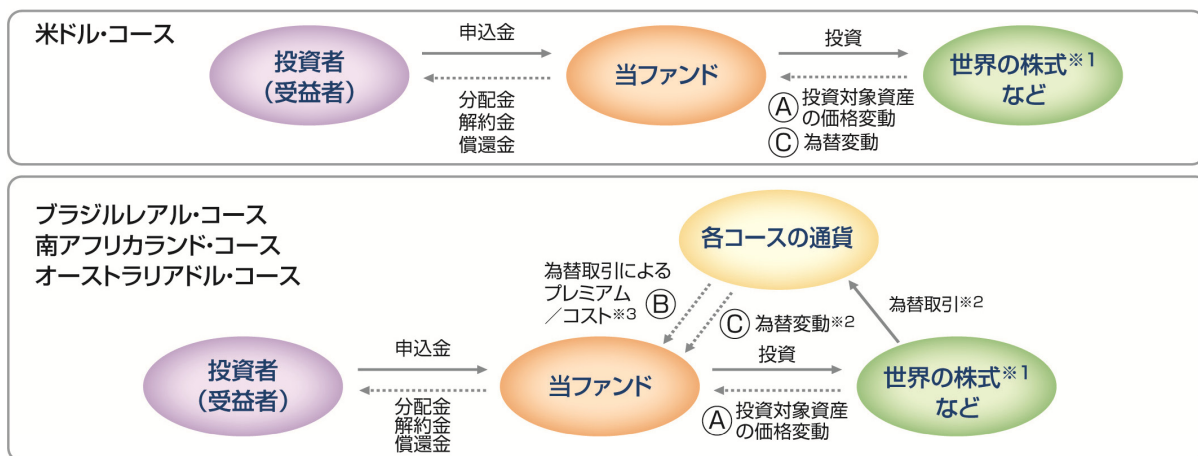 米ドル・コース
投資者
（受益者）
申込金
分配金
解約金
償還金
当ファンド
投資
Ⓐ 投資対象資産
の価格変動
Ⓒ 為替変動
世界の株式※1
など
ブラジルレアル・コース
南アフリカランド・コース
オーストラリアドル・コース
各コースの通貨
為替取引による
プレミアム
／コスト※3 Ⓑ
Ⓒ 為替変動※2
為替取引※2
投資者
（受益者）
申込金
分配金
解約金
償還金
当ファンド
投資
Ⓐ 投資対象資産
の価格変動
世界の株式※1
など